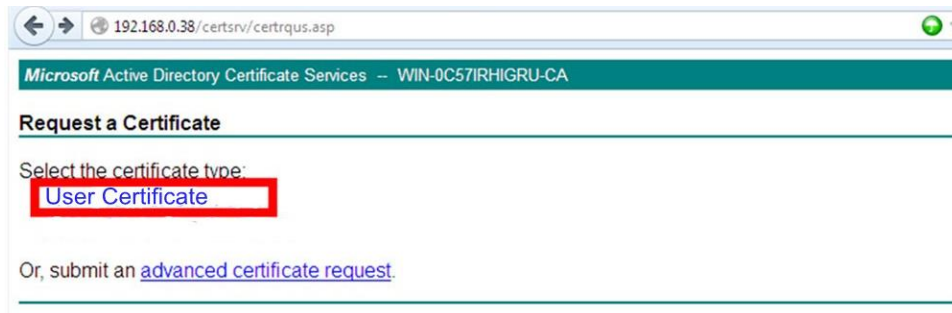 192.168.0.38/certsrv/certrqus.asp
Microsoft Active Directory Certificate Services -- WIN-0C57IRHIGRU-CA
Request a Certificate
Select the certificate type:
User Certificate
Or, submit an advanced certificate request.